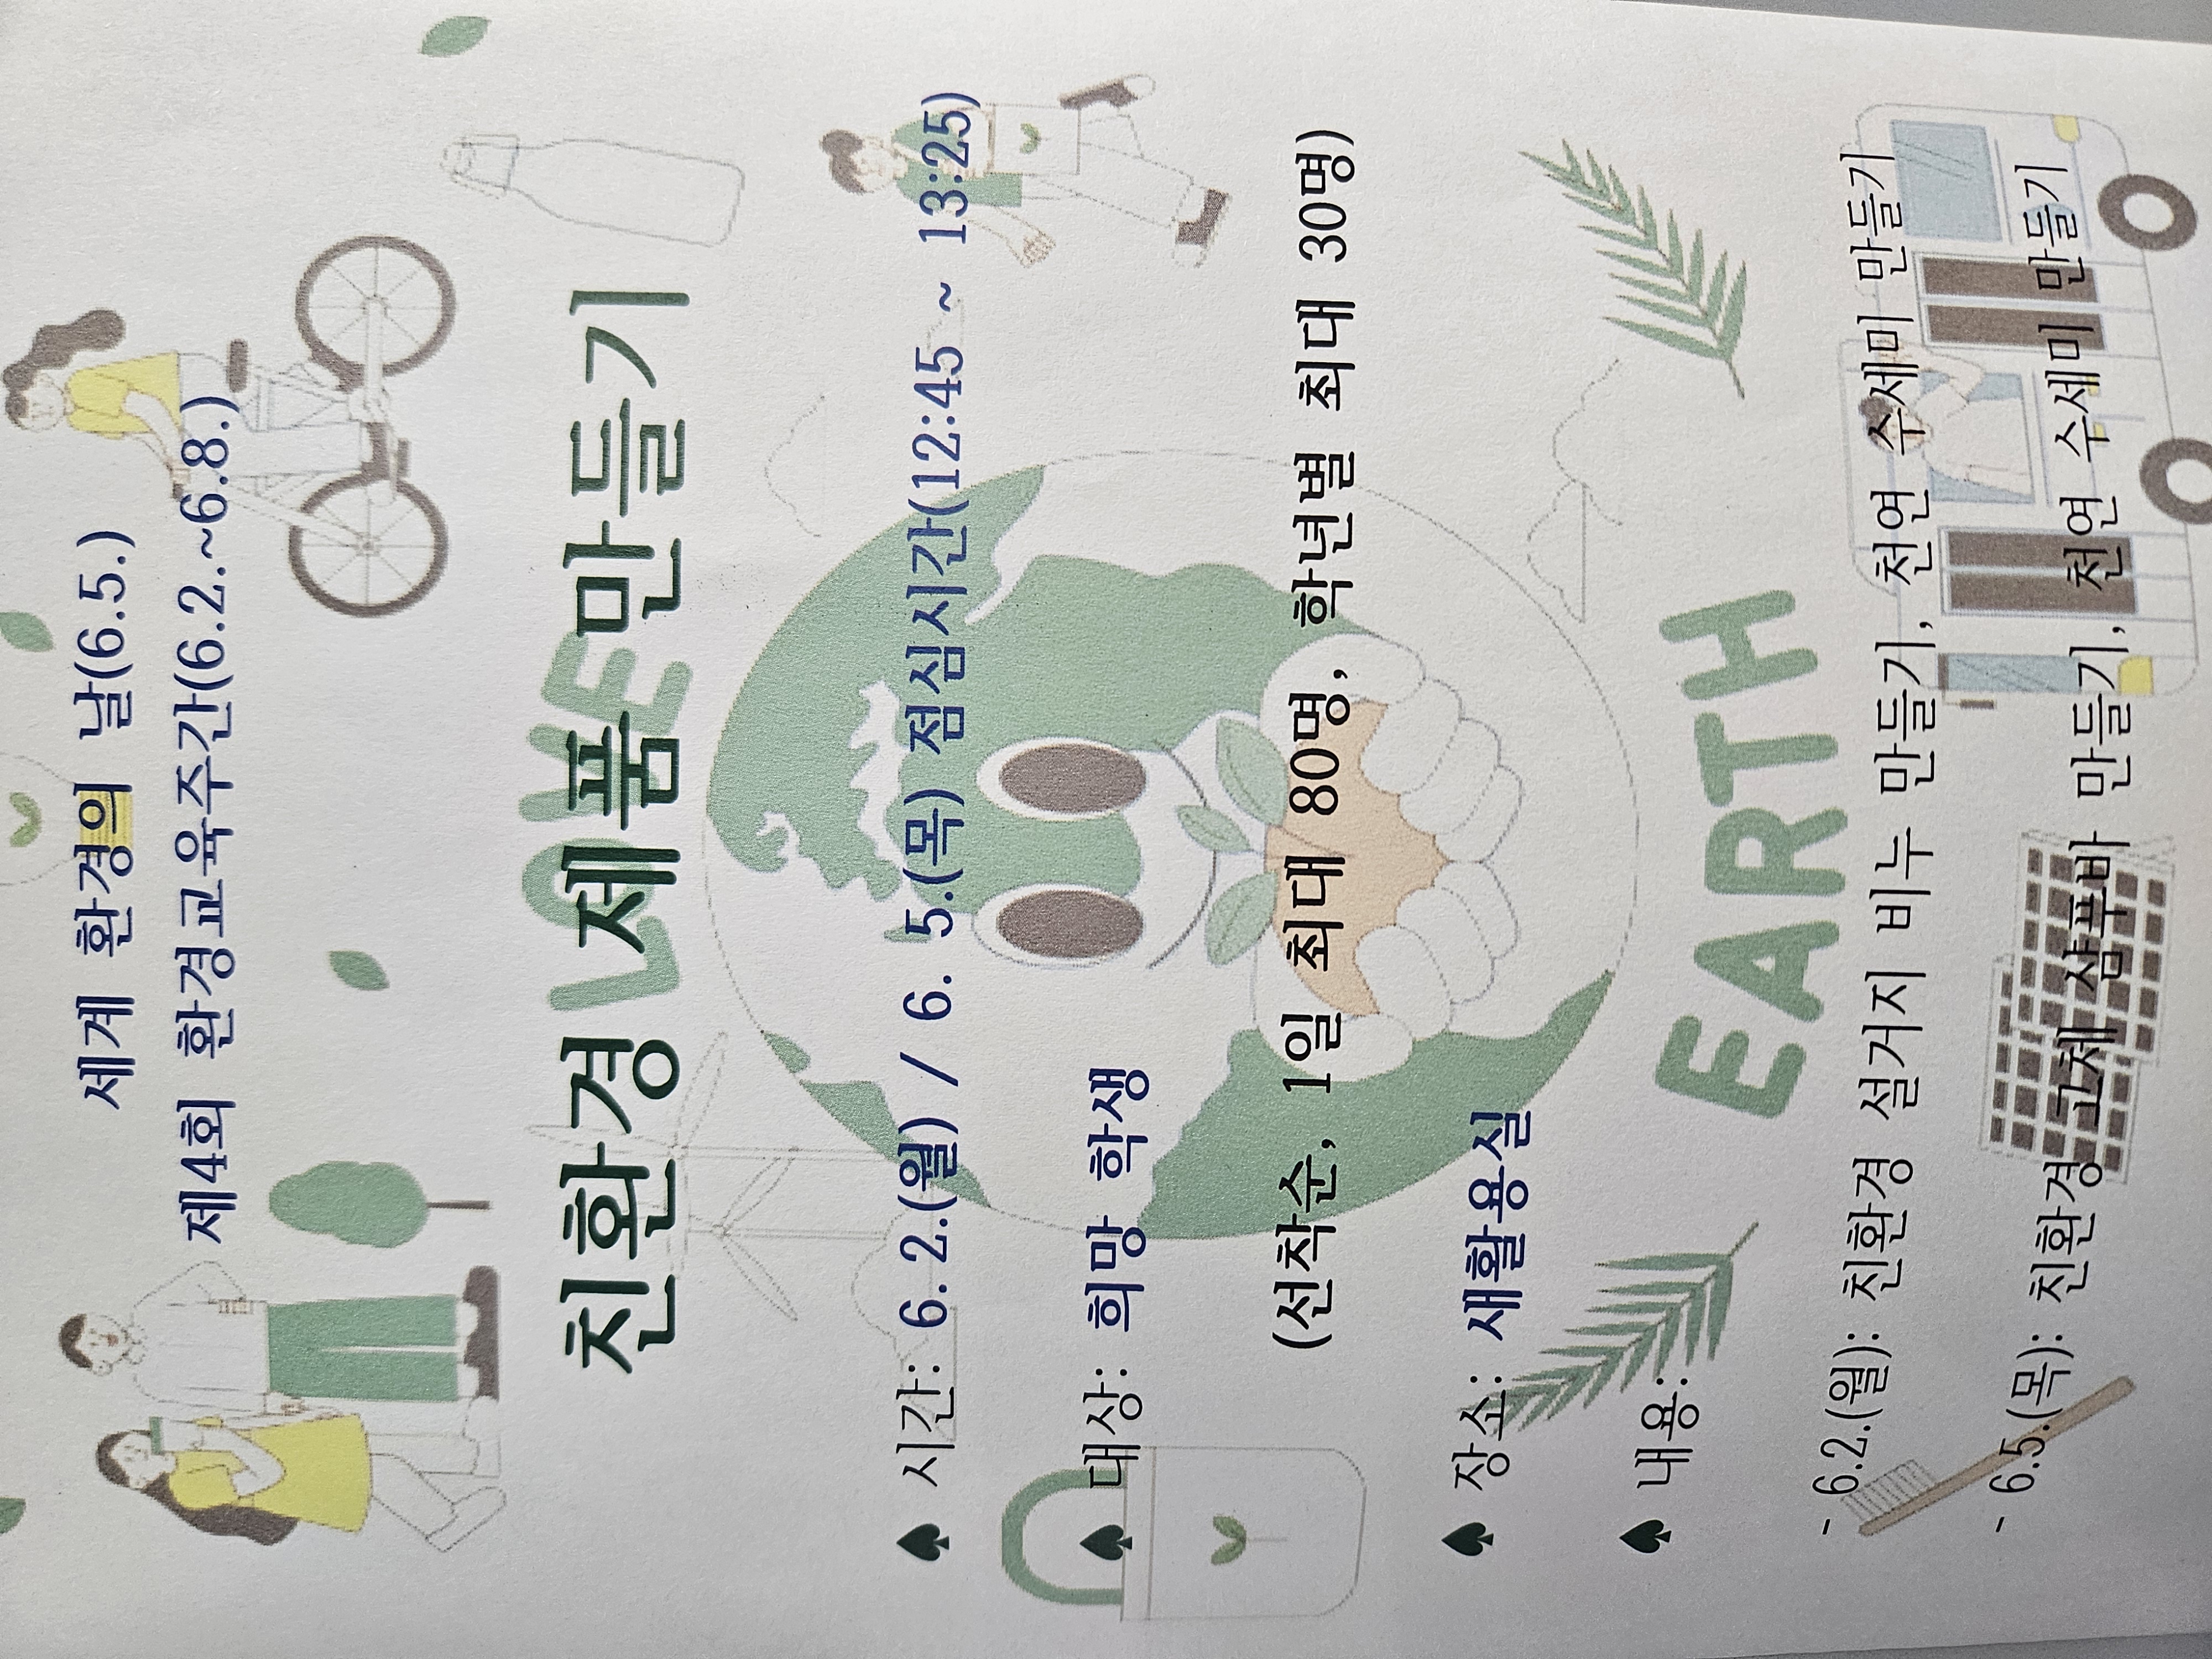 세계 환경의 날(6.5.)
제4회 환경교육주간(6.2.~6.8.)
LOVE
친환경 제품 만들기
♠ 시간: 6. 2.(월) / 6. 5.(목) 점심시간(12:45 ~ 13:25)
♠ 대상: 희망 학생
(선착순, 1일 최대 80명, 학년별 최대 30명)
♠ 장소: 새활용실
♠ 내용:
EARTH
- 6.2.(월): 친환경 설거지 비누 만들기, 천연 수세미 만들기
- 6.5.(목): 친환경 고체 샴푸바 만들기, 천연 수세미 만들기